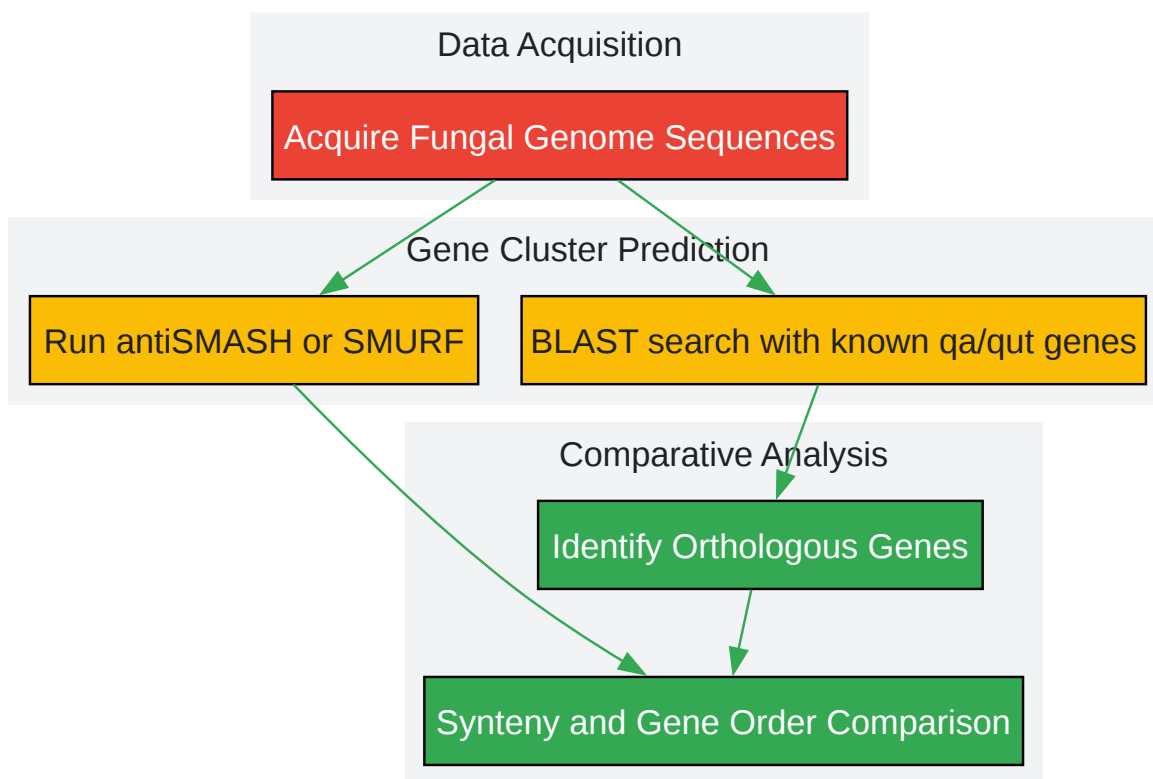 Data Acquisition
Acquire Fungal Genome Sequences
Gene Cluster Prediction
Run antiSMASH or SMURF
BLAST search with known qa/qut genes
Comparative Analysis
Identify Orthologous Genes
Synteny and Gene Order Comparison